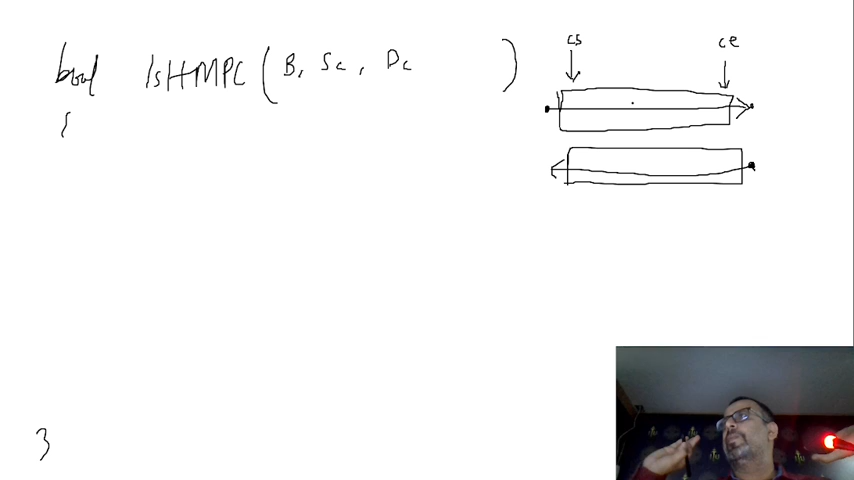 bool IsHMPC ( B, Sc, Dc )
{
}
cs ce